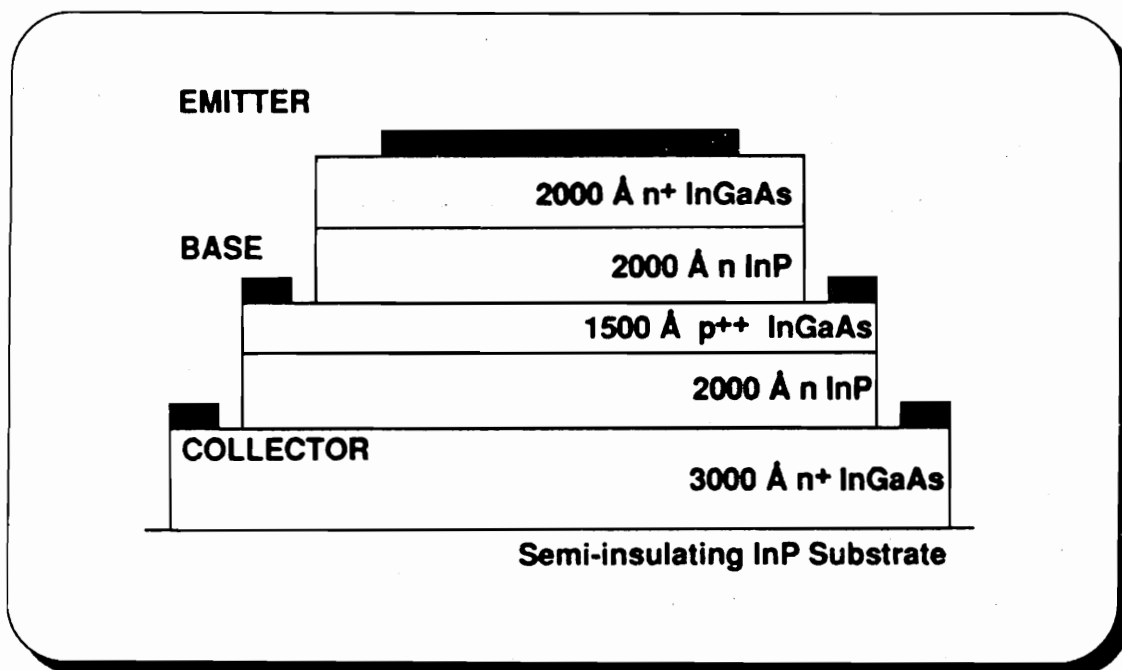 EMITTER
2000 Å n+ InGaAs
BASE
2000 Å n InP
1500 Å p++ InGaAs
2000 Å n InP
COLLECTOR
3000 Å n+ InGaAs
Semi-insulating InP Substrate